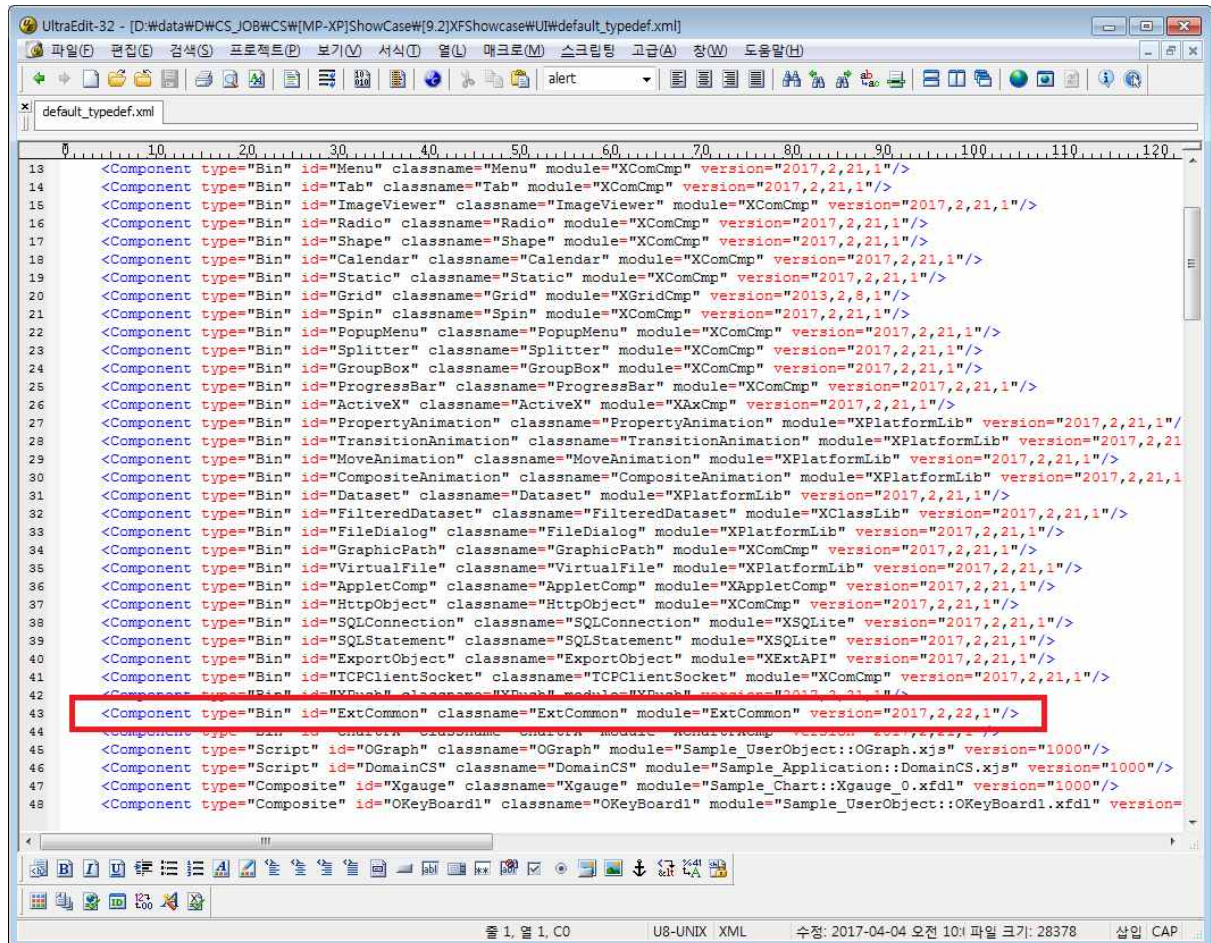 UltraEdit-32 - [D:₩data₩D₩CS_JOB₩CS₩[MP-XP]ShowCase₩[9.2]XFShowcase₩UI₩default_typedef.xml]
파일(F) 편집(E) 검색(S) 프로젝트(P) 보기(V) 서식(T) 열(L) 매크로(M) 스크립팅 고급(A) 창(W) 도움말(H)
alert
default_typedef.xml
0 10 20 30 40 50 60 70 80 90 100 110 120
13 <Component type="Bin" id="Menu" classname="Menu" module="XComCmp" version="2017,2,21,1"/>
14 <Component type="Bin" id="Tab" classname="Tab" module="XComCmp" version="2017,2,21,1"/>
15 <Component type="Bin" id="ImageViewer" classname="ImageViewer" module="XComCmp" version="2017,2,21,1"/>
16 <Component type="Bin" id="Radio" classname="Radio" module="XComCmp" version="2017,2,21,1"/>
17 <Component type="Bin" id="Shape" classname="Shape" module="XComCmp" version="2017,2,21,1"/>
18 <Component type="Bin" id="Calendar" classname="Calendar" module="XComCmp" version="2017,2,21,1"/>
19 <Component type="Bin" id="Static" classname="Static" module="XComCmp" version="2017,2,21,1"/>
20 <Component type="Bin" id="Grid" classname="Grid" module="XGridCmp" version="2013,2,8,1"/>
21 <Component type="Bin" id="Spin" classname="Spin" module="XComCmp" version="2017,2,21,1"/>
22 <Component type="Bin" id="PopupMenu" classname="PopupMenu" module="XComCmp" version="2017,2,21,1"/>
23 <Component type="Bin" id="Splitter" classname="Splitter" module="XComCmp" version="2017,2,21,1"/>
24 <Component type="Bin" id="GroupBox" classname="GroupBox" module="XComCmp" version="2017,2,21,1"/>
25 <Component type="Bin" id="ProgressBar" classname="ProgressBar" module="XComCmp" version="2017,2,21,1"/>
26 <Component type="Bin" id="ActiveX" classname="ActiveX" module="XAxCmp" version="2017,2,21,1"/>
27 <Component type="Bin" id="PropertyAnimation" classname="PropertyAnimation" module="XPlatformLib" version="2017,2,21,1"/
28 <Component type="Bin" id="TransitionAnimation" classname="TransitionAnimation" module="XPlatformLib" version="2017,2,21
29 <Component type="Bin" id="MoveAnimation" classname="MoveAnimation" module="XPlatformLib" version="2017,2,21,1"/>
30 <Component type="Bin" id="CompositeAnimation" classname="CompositeAnimation" module="XPlatformLib" version="2017,2,21,1
31 <Component type="Bin" id="Dataset" classname="Dataset" module="XPlatformLib" version="2017,2,21,1"/>
32 <Component type="Bin" id="FilteredDataset" classname="FilteredDataset" module="XClassLib" version="2017,2,21,1"/>
33 <Component type="Bin" id="FileDialog" classname="FileDialog" module="XPlatformLib" version="2017,2,21,1"/>
34 <Component type="Bin" id="GraphicPath" classname="GraphicPath" module="XComCmp" version="2017,2,21,1"/>
35 <Component type="Bin" id="VirtualFile" classname="VirtualFile" module="XPlatformLib" version="2017,2,21,1"/>
36 <Component type="Bin" id="AppletComp" classname="AppletComp" module="XAppletComp" version="2017,2,21,1"/>
37 <Component type="Bin" id="HttpObject" classname="HttpObject" module="XComCmp" version="2017,2,21,1"/>
38 <Component type="Bin" id="SQLConnection" classname="SQLConnection" module="XSQLite" version="2017,2,21,1"/>
39 <Component type="Bin" id="SQLStatement" classname="SQLStatement" module="XSQLite" version="2017,2,21,1"/>
40 <Component type="Bin" id="ExportObject" classname="ExportObject" module="XExtAPI" version="2017,2,21,1"/>
41 <Component type="Bin" id="TCPClientSocket" classname="TCPClientSocket" module="XComCmp" version="2017,2,21,1"/>
42 <Component type="Bin" id="XPush" classname="XPush" module="XPush" version="2017,2,21,1"/>
43 <Component type="Bin" id="ExtCommon" classname="ExtCommon" module="ExtCommon" version="2017,2,22,1"/>
44
45 <Component type="Script" id="OGraph" classname="OGraph" module="Sample_UserObject::OGraph.xjs" version="1000"/>
46 <Component type="Script" id="DomainCS" classname="DomainCS" module="Sample_Application::DomainCS.xjs" version="1000"/>
47 <Component type="Composite" id="Xgauge" classname="Xgauge" module="Sample_Chart::Xgauge_0.xfdl" version="1000"/>
48 <Component type="Composite" id="OKeyBoard1" classname="OKeyBoard1" module="Sample_UserObject::OKeyBoard1.xfdl" version=
줄 1, 열 1, C0 U8-UNIX XML 수정: 2017-04-04 오전 10:( 파일 크기: 28378 삽입 CAP